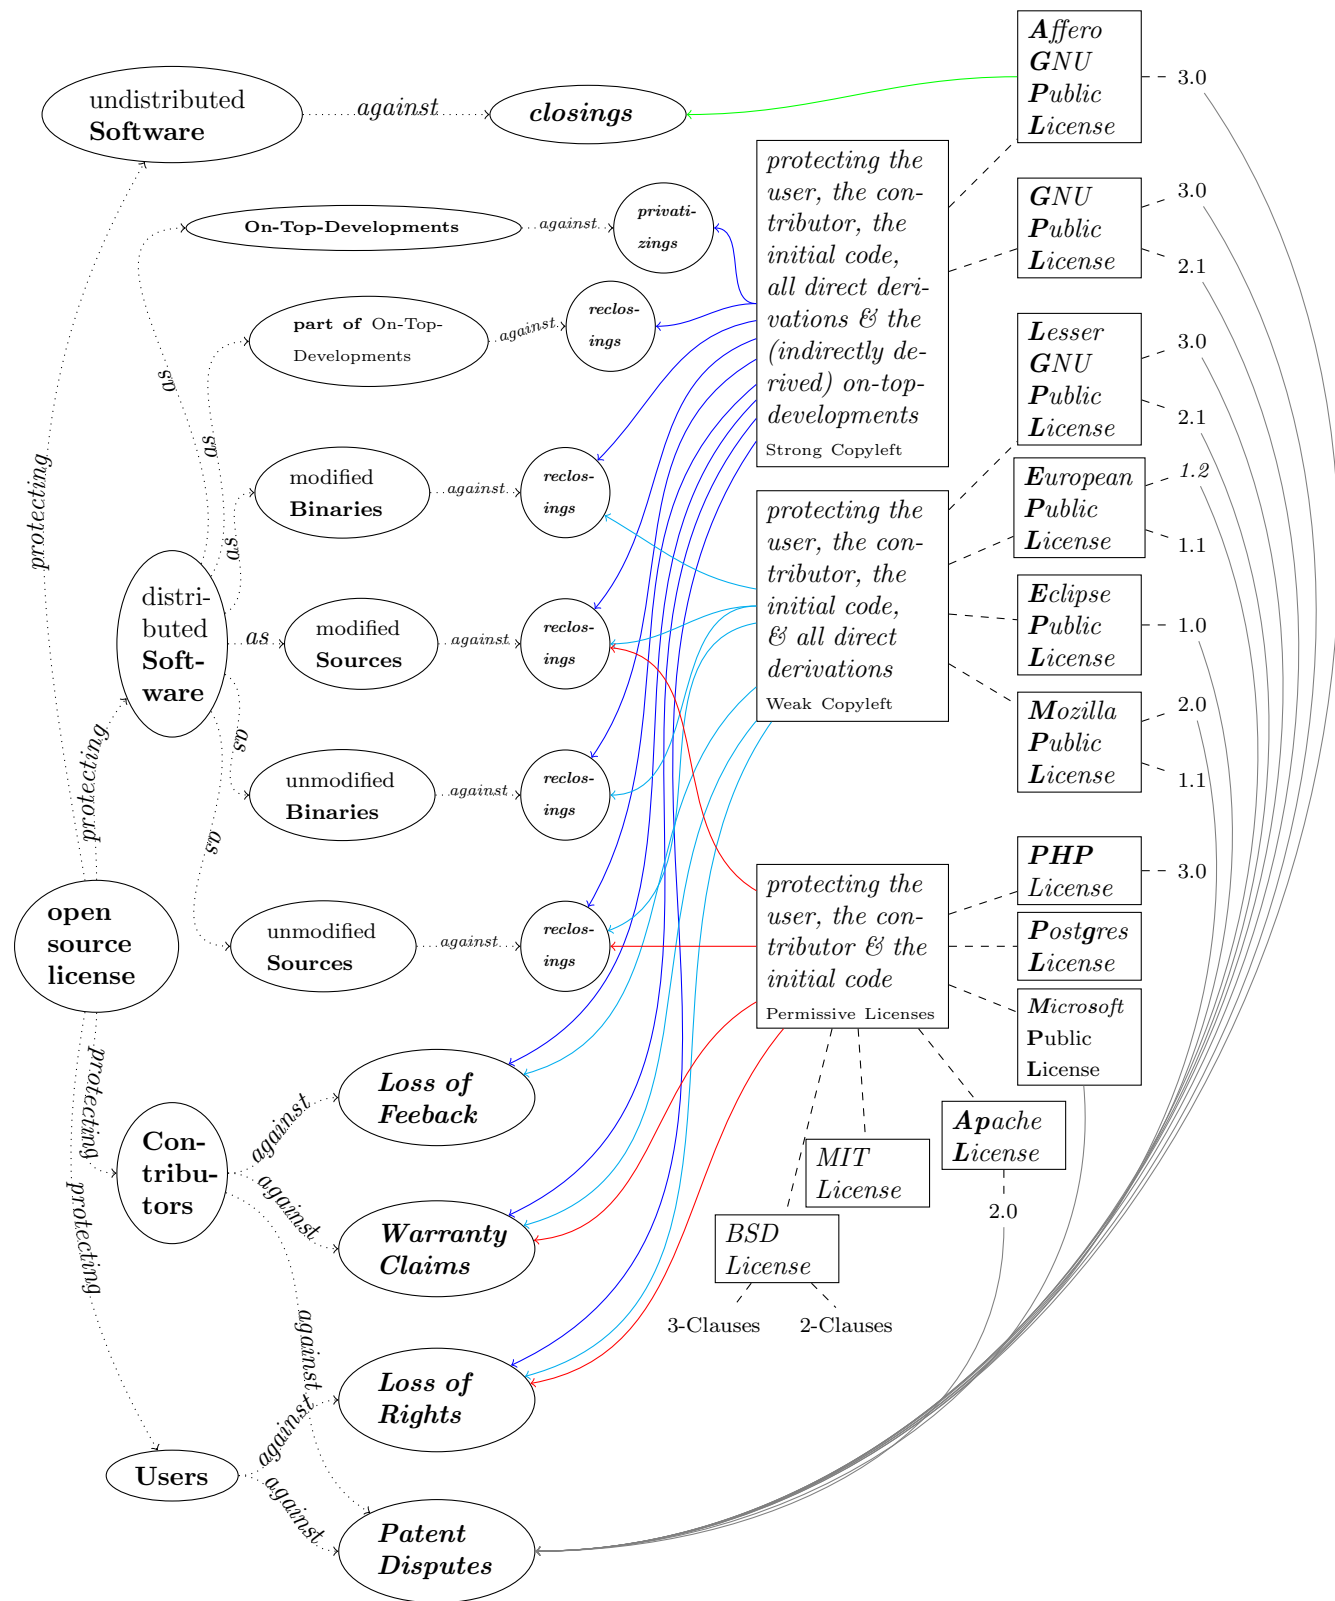 undistributed
Software
against
closings
On-Top-Developments
against
privati-
zings
part of On-Top-
Developments
against
reclos-
ings
modified
Binaries
against
reclos-
ings
modified
Sources
against
reclos-
ings
unmodified
Binaries
against
reclos-
ings
unmodified
Sources
against
reclos-
ings
as
as
as
as
as
as
protecting
distri-
buted
Soft-
ware
protecting
open
source
license
protecting
protecting
Con-
tribu-
tors
against
against
against
Users
against
against
Loss of
Feeback
Warranty
Claims
Loss of
Rights
Patent
Disputes
protecting the
user, the con-
tributor, the
initial code,
all direct deri-
vations & the
(indirectly de-
rived) on-top-
developments
Strong Copyleft
protecting the
user, the con-
tributor, the
initial code,
& all direct
derivations
Weak Copyleft
protecting the
user, the con-
tributor & the
initial code
Permissive Licenses
Affero
GNU
Public
License
3.0
GNU
Public
License
3.0
2.1
Lesser
GNU
Public
License
3.0
2.1
European
Public
License
1.2
1.1
Eclipse
Public
License
1.0
Mozilla
Public
License
2.0
1.1
PHP
License
3.0
Postgres
License
Microsoft
Public
License
Apache
License
2.0
MIT
License
BSD
License
3-Clauses
2-Clauses